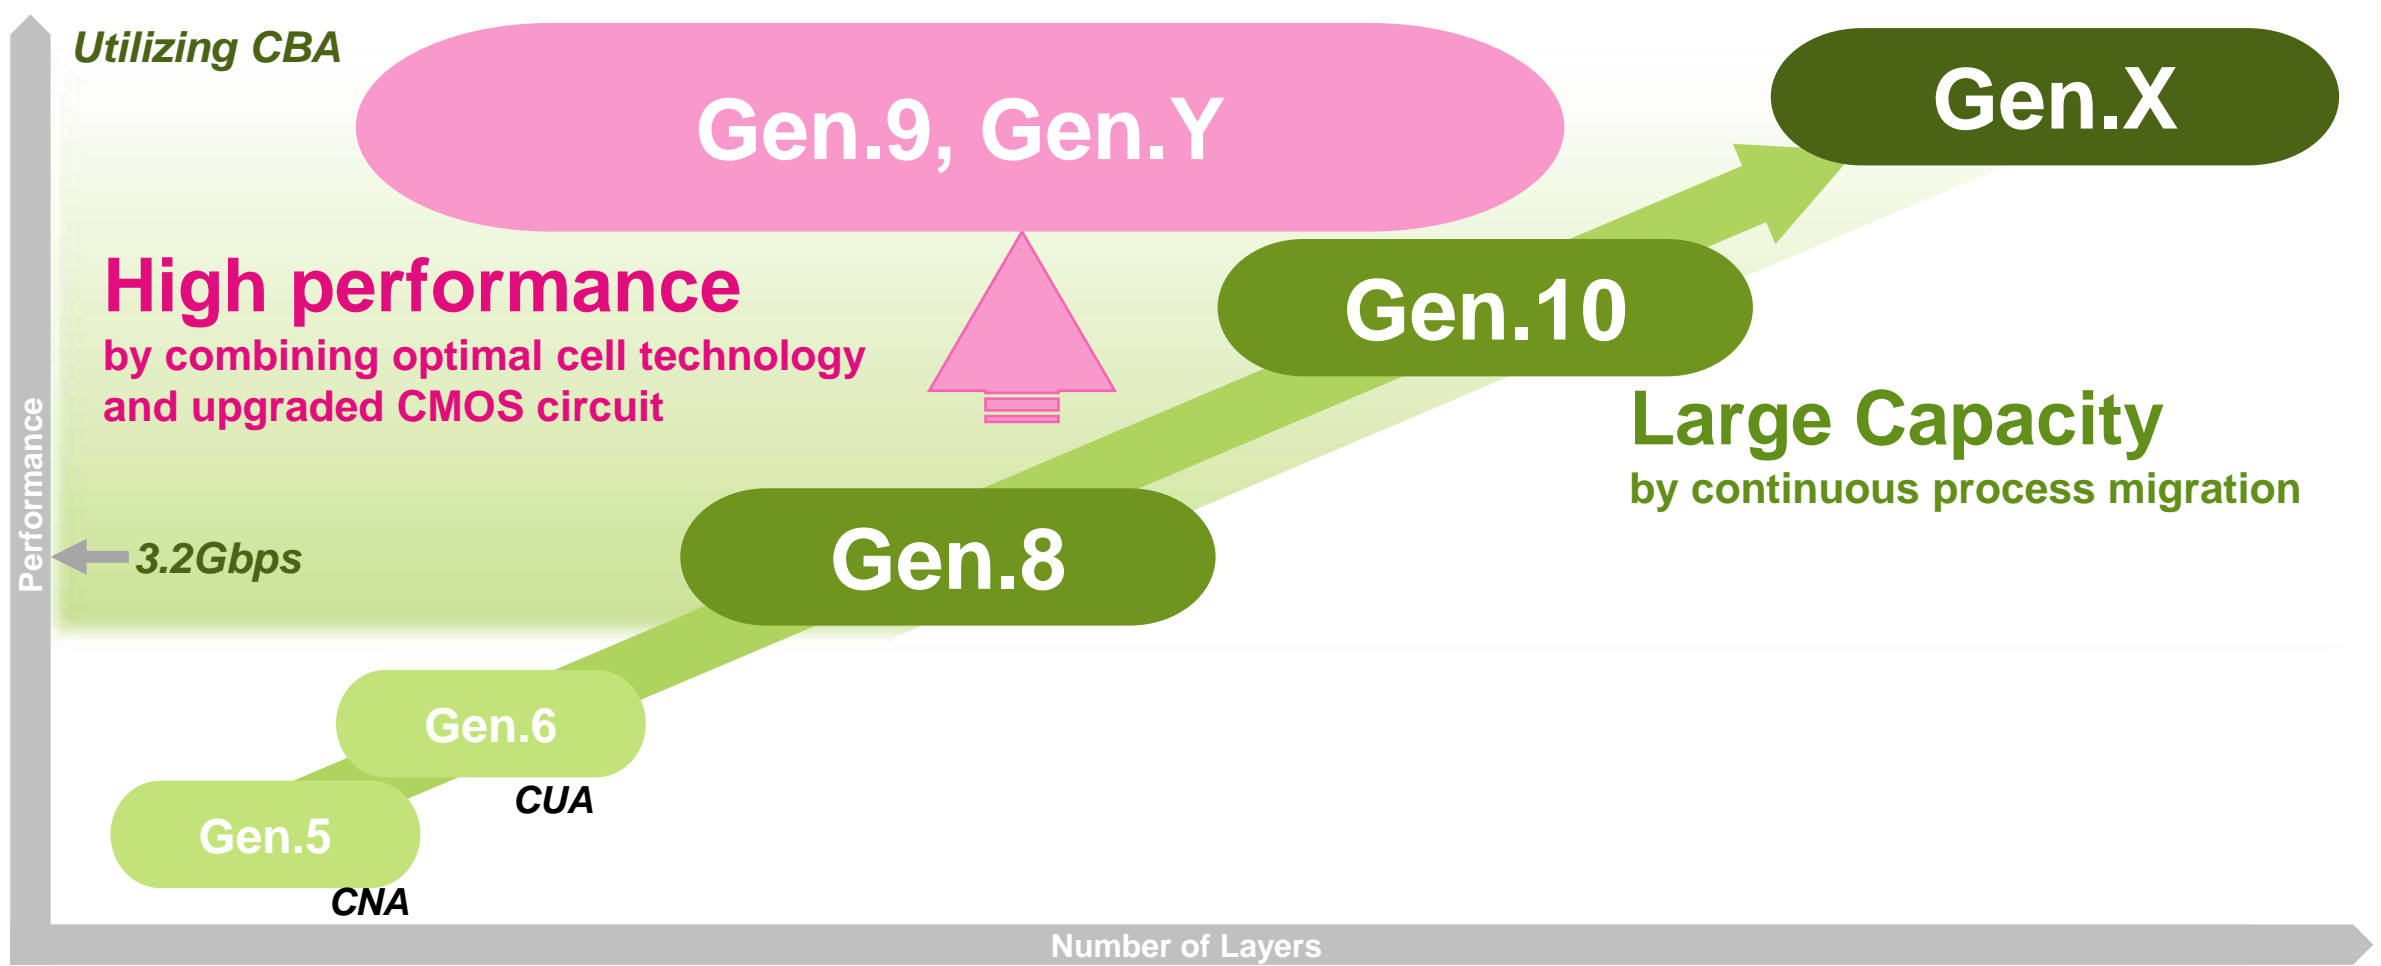 Utilizing CBA
Gen.9, Gen.Y
Gen.X
High performance
by combining optimal cell technology
and upgraded CMOS circuit
Gen.10
Large Capacity
by continuous process migration
Performance
3.2Gbps
Gen.8
Gen.6
CUA
Gen.5
CNA
Number of Layers